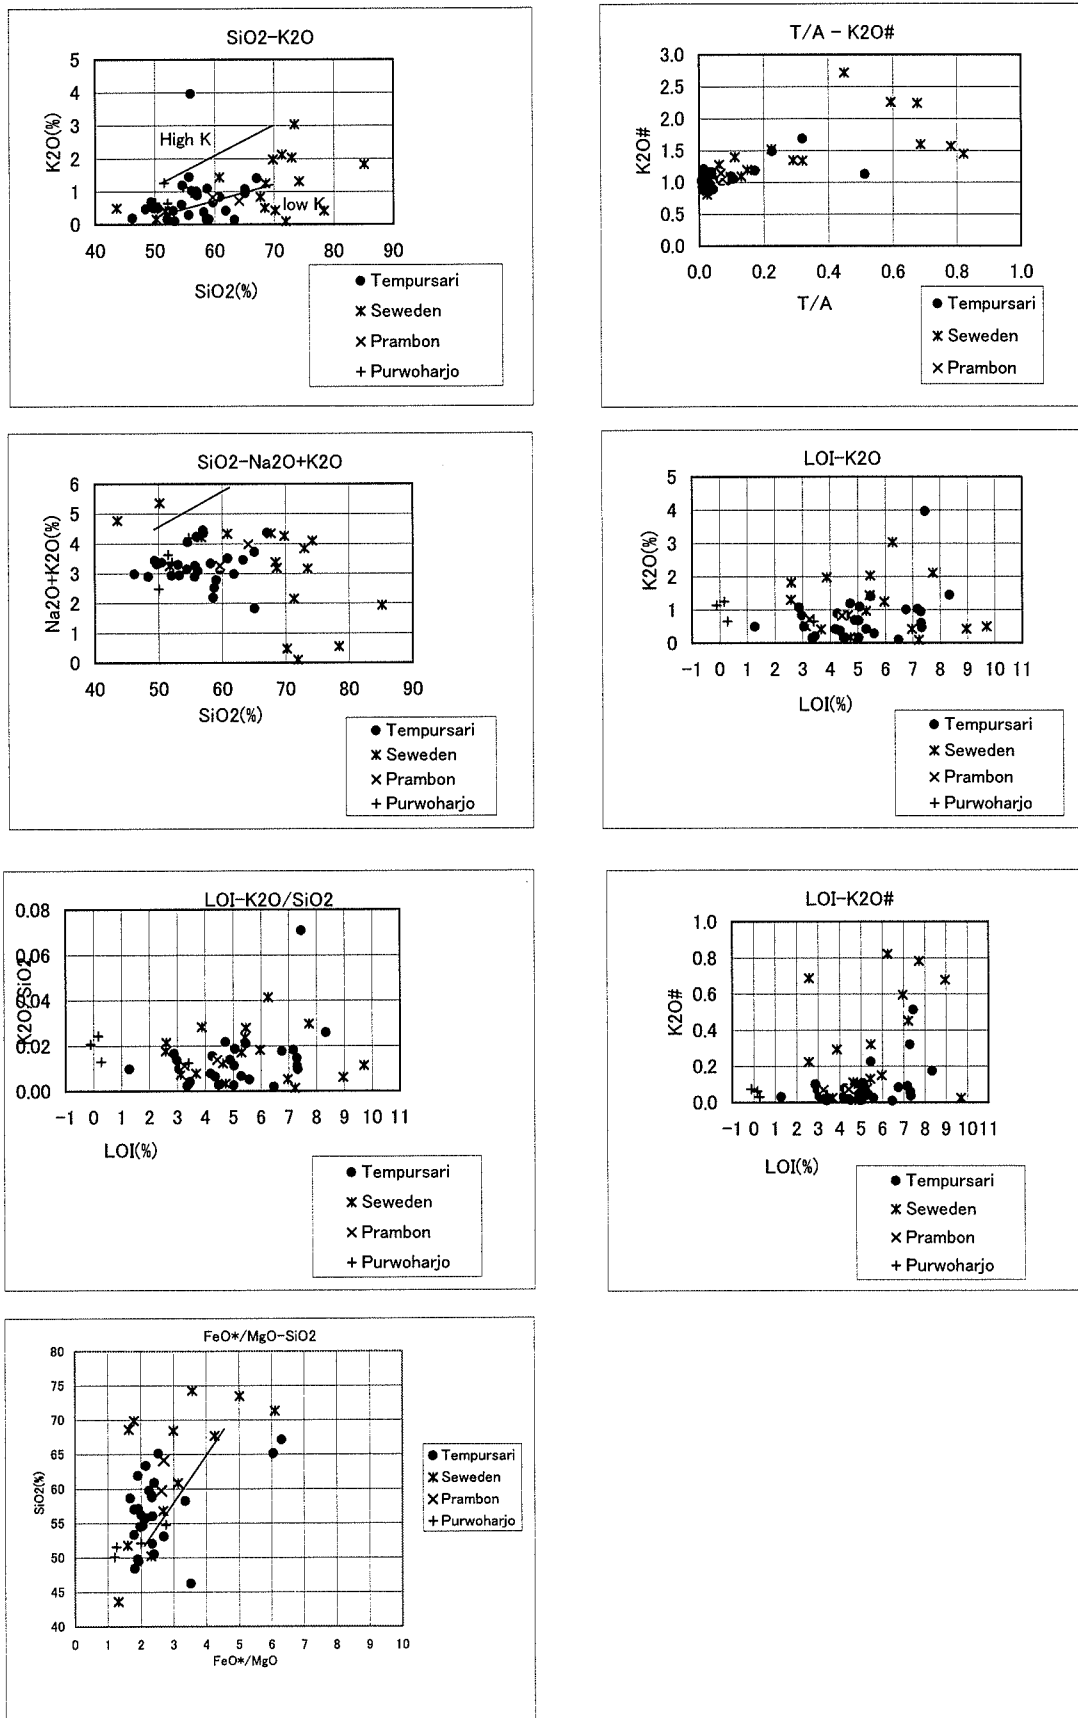 SiO2-K2O
K2O(%)
5
4
3
2
1
0
High K
low K
40 50 60 70 80 90
SiO2(%)
Tempursari
Seweden
Prambon
Purwoharjo
T/A - K2O#
K2O#
3.0
2.5
2.0
1.5
1.0
0.5
0.0
0.0 0.2 0.4 0.6 0.8 1.0
T/A
Tempursari
Seweden
Prambon
SiO2-Na2O+K2O
Na2O+K2O(%)
6
5
4
3
2
1
0
40 50 60 70 80 90
SiO2(%)
Tempursari
Seweden
Prambon
Purwoharjo
LOI-K2O
K2O(%)
5
4
3
2
1
0
-1 0 1 2 3 4 5 6 7 8 9 10 11
LOI(%)
Tempursari
Seweden
Prambon
Purwoharjo
LOI-K2O/SiO2
K2O/SiO2
0.08
0.06
0.04
0.02
0.00
-1 0 1 2 3 4 5 6 7 8 9 10 11
LOI(%)
Tempursari
Seweden
Prambon
Purwoharjo
LOI-K2O#
K2O#
1.0
0.8
0.6
0.4
0.2
0.0
-1 0 1 2 3 4 5 6 7 8 9 10 11
LOI(%)
Tempursari
Seweden
Prambon
Purwoharjo
FeO*/MgO-SiO2
SiO2(%)
80
75
70
65
60
55
50
45
40
0 1 2 3 4 5 6 7 8 9 10
FeO*/MgO
Tempursari
Seweden
Prambon
Purwoharjo